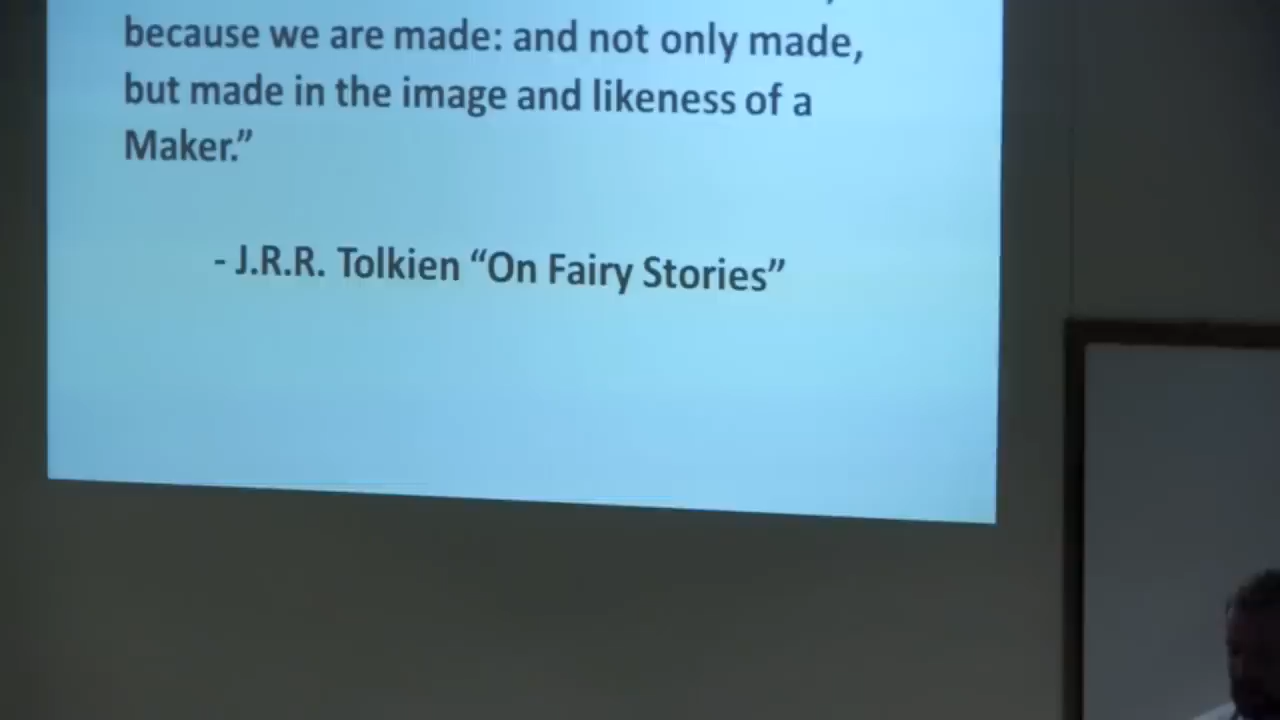 because we are made: and not only made,
but made in the image and likeness of a
Maker.”
- J.R.R. Tolkien “On Fairy Stories”